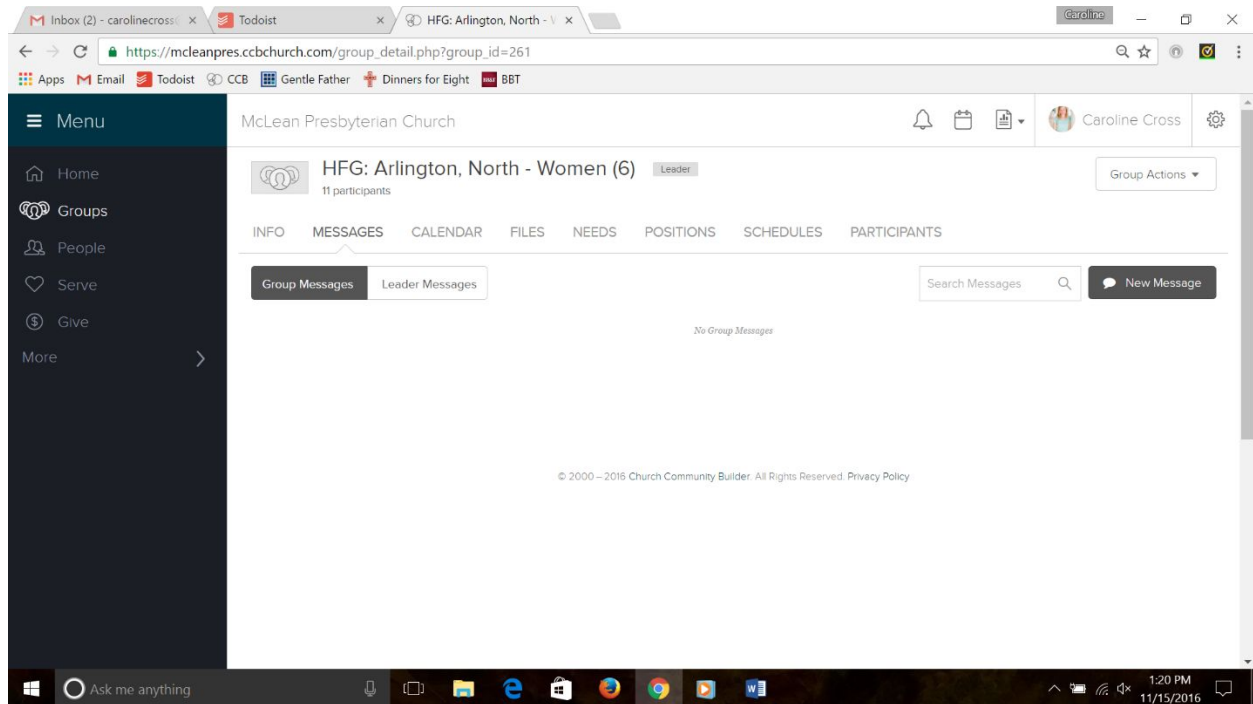 Inbox (2) - carolinecross
Todoist
HFG: Arlington, North -
Caroline
https://mcleanpres.ccbchurch.com/group_detail.php?group_id=261
Apps Email Todoist CCB Gentle Father Dinners for Eight BBT
Menu
McLean Presbyterian Church
Caroline Cross
Home
Groups
People
Serve
Give
More
HFG: Arlington, North - Women (6) Leader
11 participants
Group Actions
INFO MESSAGES CALENDAR FILES NEEDS POSITIONS SCHEDULES PARTICIPANTS
Group Messages Leader Messages Search Messages New Message
No Group Messages
© 2000 – 2016 Church Community Builder. All Rights Reserved. Privacy Policy
Ask me anything
1:20 PM
11/15/2016